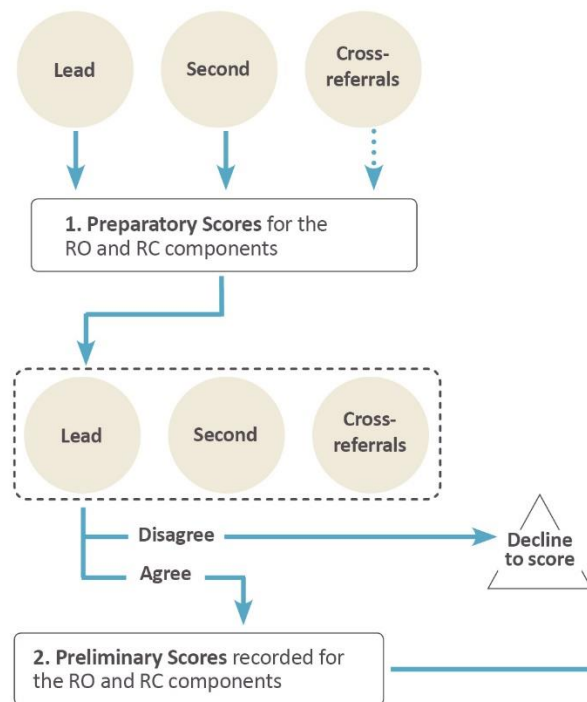 Lead
Second
Cross-
referrals
1. Preparatory Scores for the
RO and RC components
Lead
Second
Cross-
referrals
Disagree
Decline
to score
Agree
2. Preliminary Scores recorded for
the RO and RC components